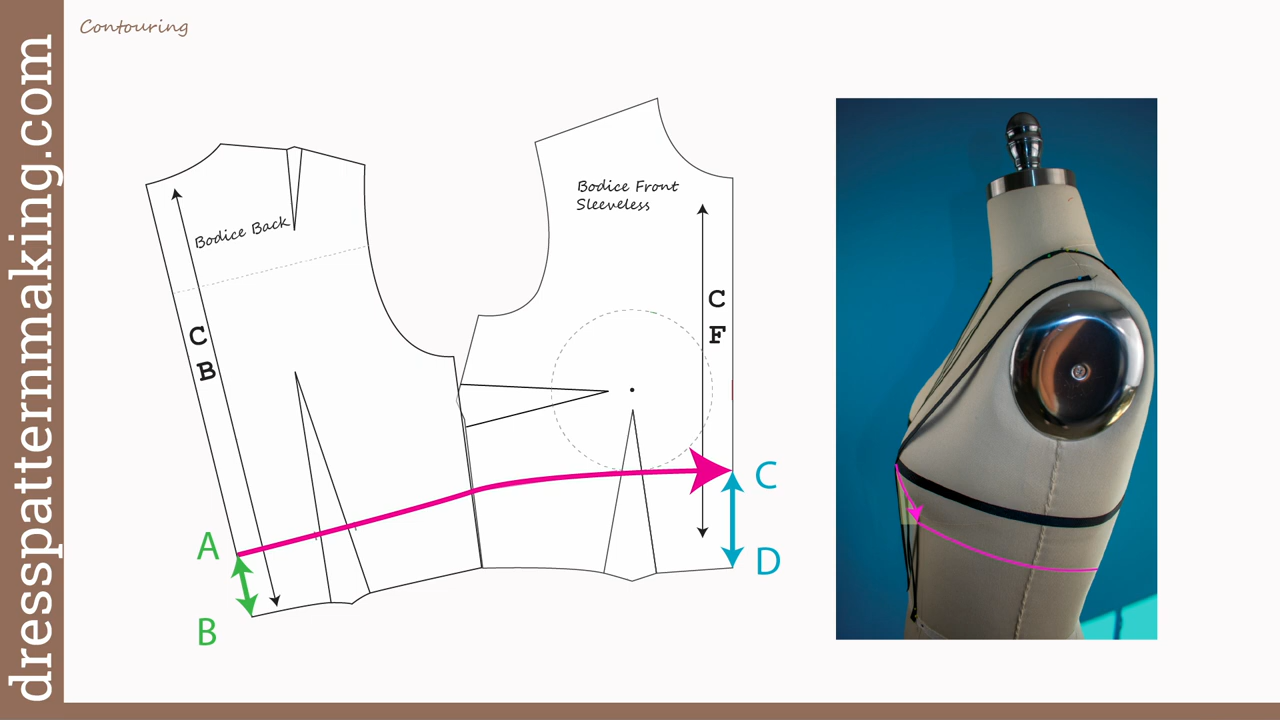 Contouring
dresspatternmaking.com
Bodice Back
C
B
Bodice Front
Sleeveless
C
F
A
B
C
D